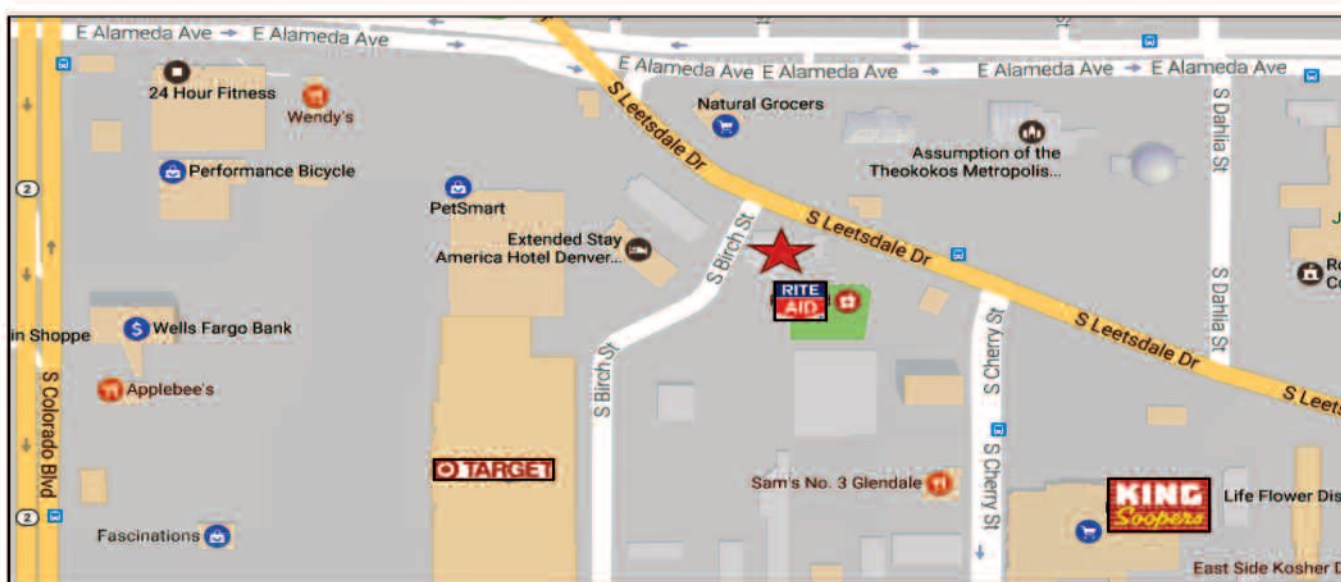 E Alameda Ave
E Alameda Ave
E Alameda Ave
E Alameda Ave
E Alameda Ave
E Alameda Ave
24 Hour Fitness
Wendy's
S Leetsdale Dr
Natural Grocers
S Dahlia St
Assumption of the
Theokokos Metropolis...
Performance Bicycle
2
PetSmart
Extended Stay
America Hotel Denver...
S Birch St
S Leetsdale Dr
RITE
AID
S Dahlia St
Wells Fargo Bank
in Shoppe
S Birch St
S Cherry St
S Leetsdale Dr
Applebee's
S Colorado Blvd
TARGET
Sam's No. 3 Glendale
S Cherry St
KING
Soopers
Life Flower Dis
2
Fascinations
East Side Kosher